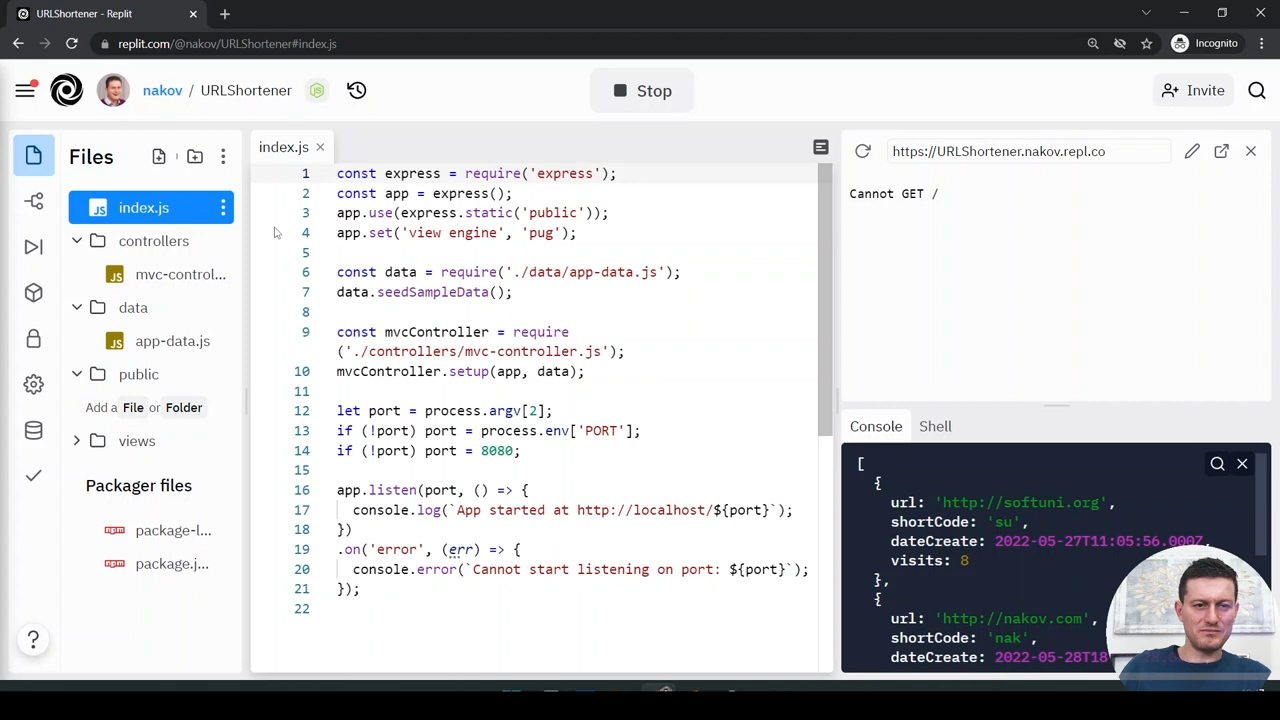 URLShortener - Replit
replit.com/@nakov/URLShortener#index.js
Incognito
nakov / URLShortener
Stop
Invite
Files
index.js
controllers
mvc-control...
data
app-data.js
public
Add a File or Folder
views
Packager files
package-l...
package.j...
?
index.js
1 const express = require('express');
2 const app = express();
3 app.use(express.static('public'));
4 app.set('view engine', 'pug');
5
6 const data = require('./data/app-data.js');
7 data.seedSampleData();
8
9 const mvcController = require
('./controllers/mvc-controller.js');
10 mvcController.setup(app, data);
11
12 let port = process.argv[2];
13 if (!port) port = process.env['PORT'];
14 if (!port) port = 8080;
15
16 app.listen(port, () => {
17 console.log(`App started at http://localhost/${port}`);
18 })
19 .on('error', (err) => {
20 console.error(`Cannot start listening on port: ${port}`);
21 });
22
https://URLShortener.nakov.repl.co
Cannot GET /
Console Shell
[
{
url: 'http://softuni.org',
shortCode: 'su',
dateCreate: 2022-05-27T11:05:56.000Z,
visits: 8
},
{
url: 'http://nakov.com',
shortCode: 'nak',
dateCreate: 2022-05-28T18